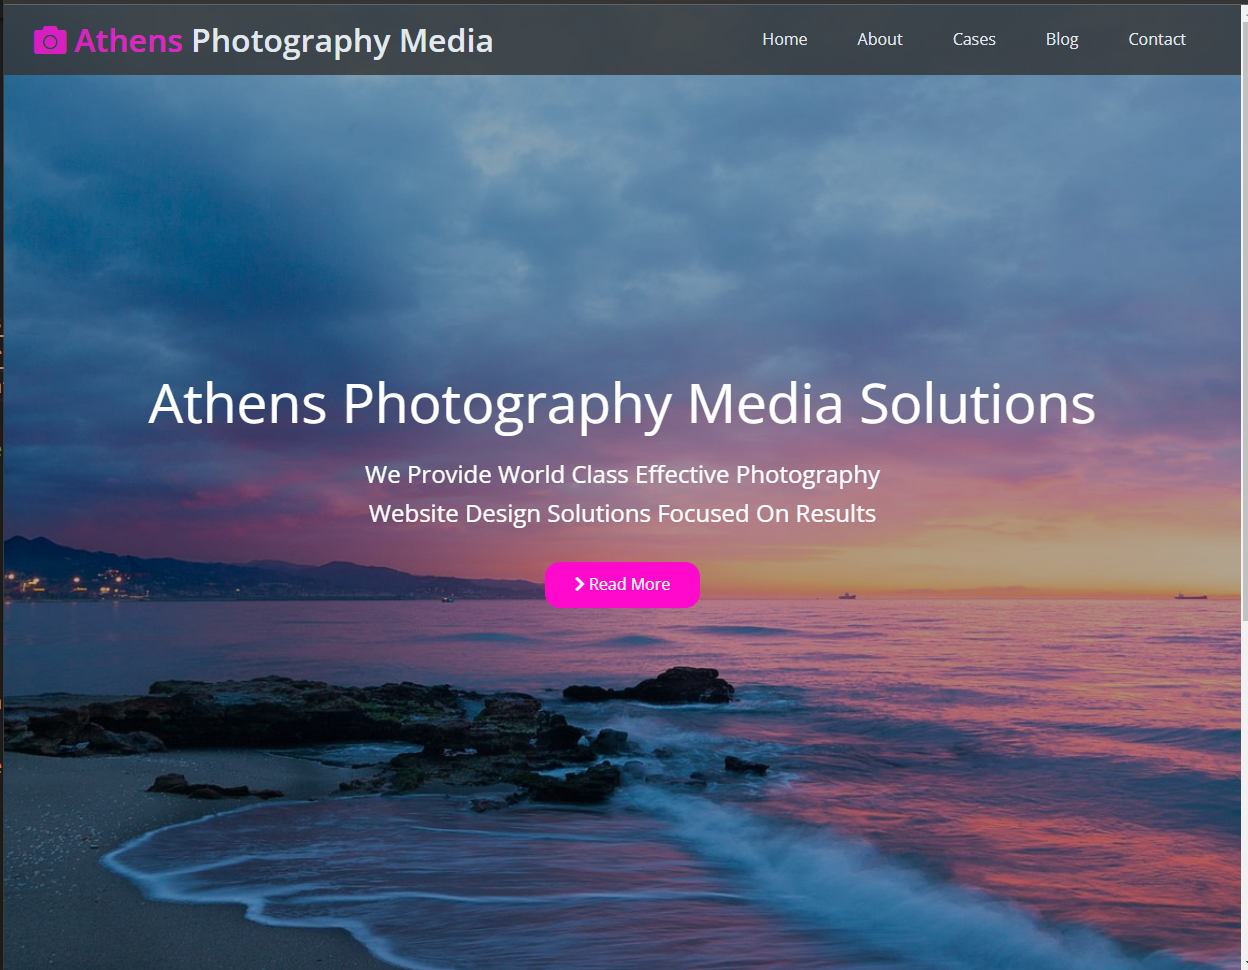 Athens Photography Media
Home About Cases Blog Contact
Athens Photography Media Solutions
We Provide World Class Effective Photography
Website Design Solutions Focused On Results
Read More